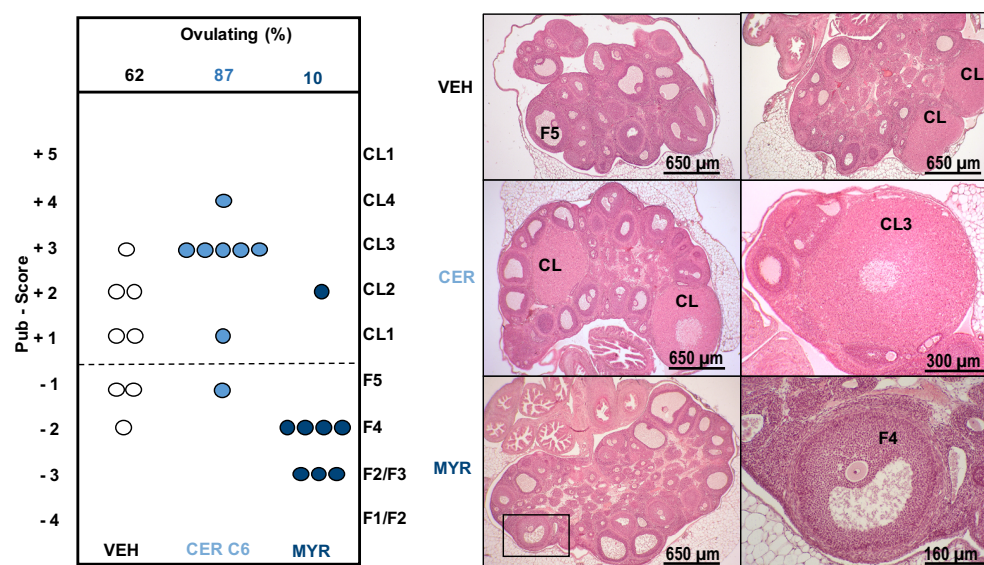 Ovulating (%)
62 87 10
Pub - Score
+ 5 CL1
+ 4 CL4
+ 3 CL3
+ 2 CL2
+ 1 CL1
- 1 F5
- 2 F4
- 3 F2/F3
- 4 F1/F2
VEH CER C6 MYR
VEH
F5
650 µm
CL
CL
650 µm
CER
CL
CL
650 µm
CL3
300 µm
MYR
650 µm
F4
160 µm